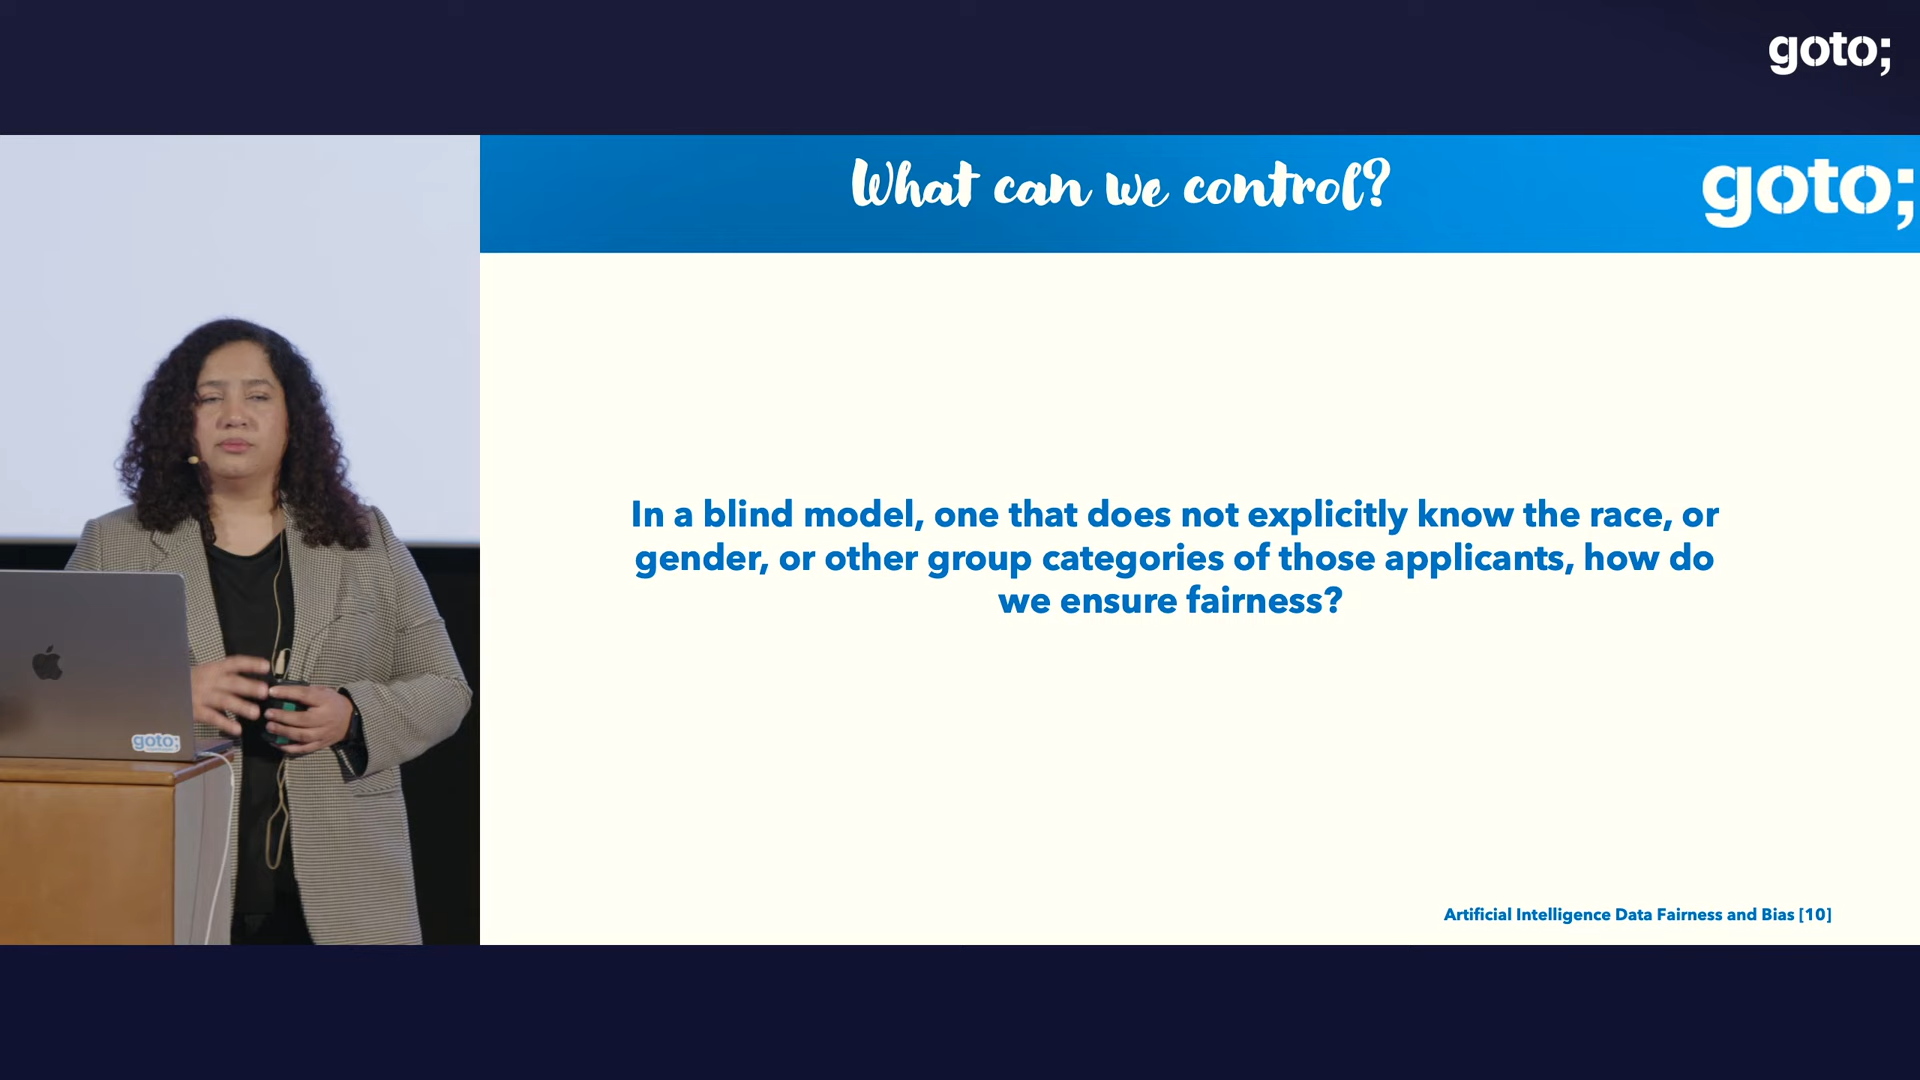 goto;
What can we control?
goto;
In a blind model, one that does not explicitly know the race, or
gender, or other group categories of those applicants, how do
we ensure fairness?
goto;
Artificial Intelligence Data Fairness and Bias [10]